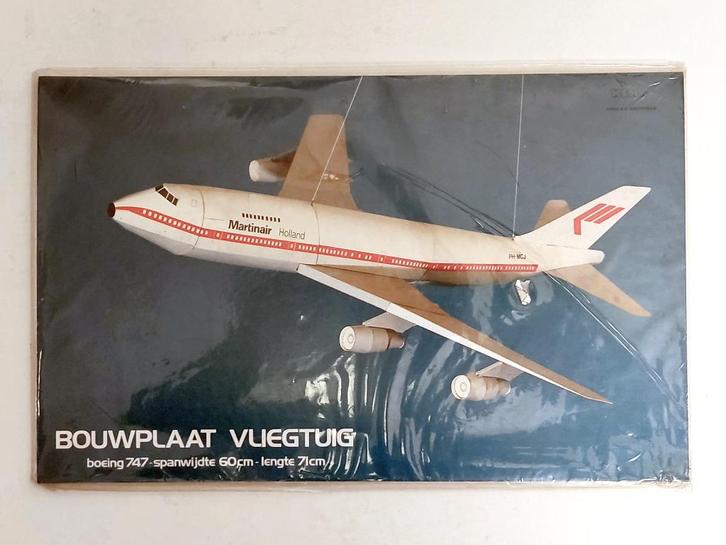 Martinair Holland
PH-MCJ
BOUWPLAAT VLIEGTUIG
boeing 747-spanwijdte 60cm-lengte 71cm